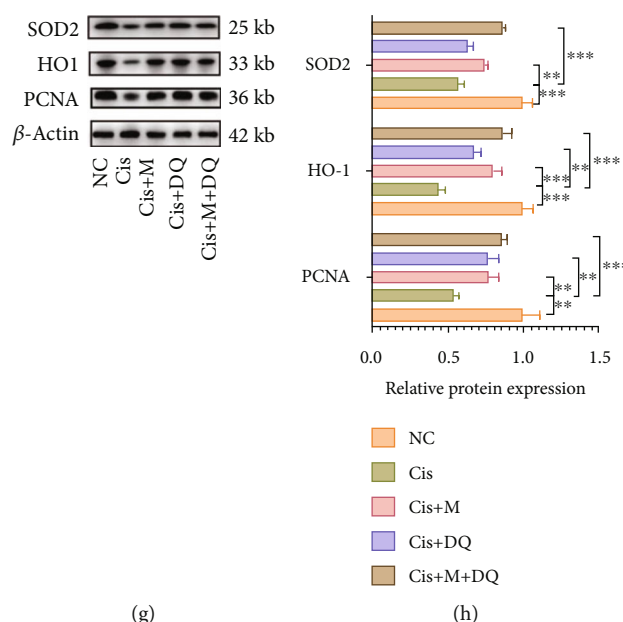 SOD2 25 kb
HO1 33 kb
PCNA 36 kb
β-Actin 42 kb
NC
Cis
Cis+M
Cis+DQ
Cis+M+DQ
(g)
SOD2
***
**
***
HO-1
***
**
***
***
PCNA
***
**
**
**
0.0 0.5 1.0 1.5
Relative protein expression
NC
Cis
Cis+M
Cis+DQ
Cis+M+DQ
(h)